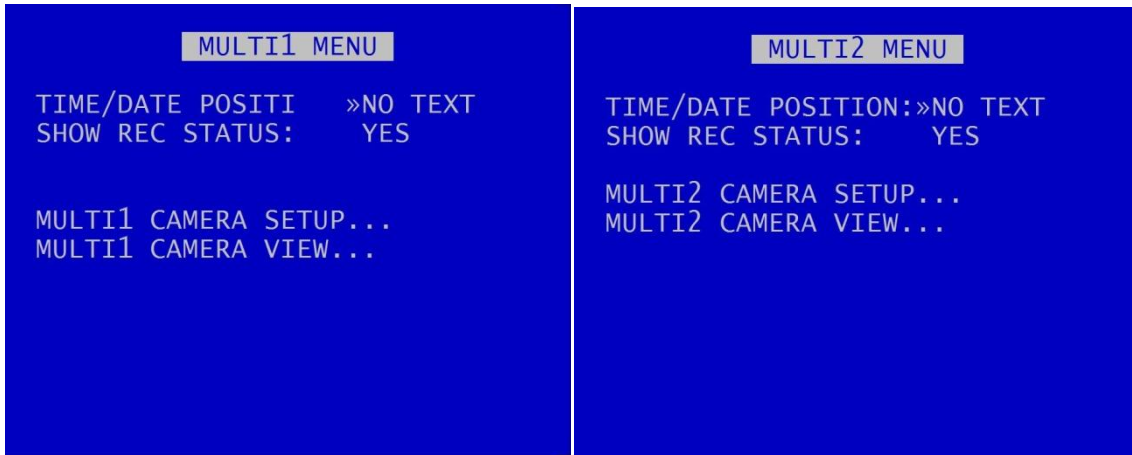 MULTI1 MENU
TIME/DATE POSITI »NO TEXT
SHOW REC STATUS: YES
MULTI1 CAMERA SETUP...
MULTI1 CAMERA VIEW...
MULTI2 MENU
TIME/DATE POSITION:»NO TEXT
SHOW REC STATUS: YES
MULTI2 CAMERA SETUP...
MULTI2 CAMERA VIEW...